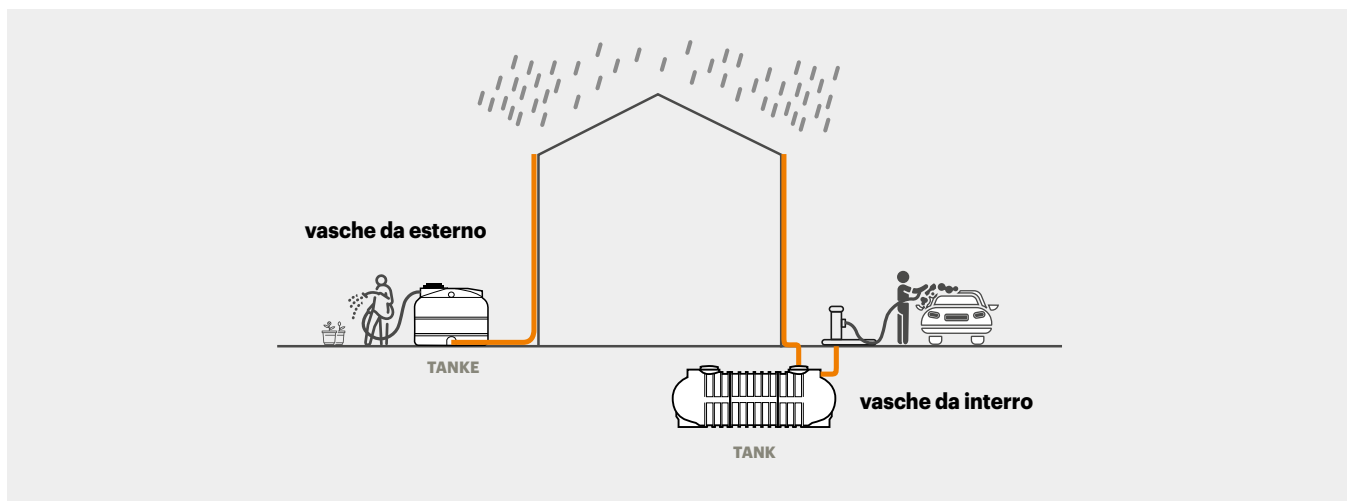 vasche da esterno
TANKE
vasche da interro
TANK